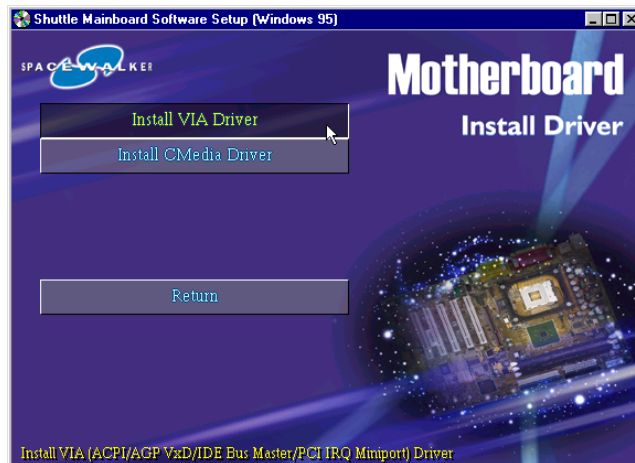 Shuttle Mainboard Software Setup (Windows 95)
SPACEWALKER
Motherboard
Install Driver
Install VIA Driver
Install CMedia Driver
Return
Install VIA (ACPI/AGP VxD/IDE Bus Master/PCI IRQ Miniport) Driver